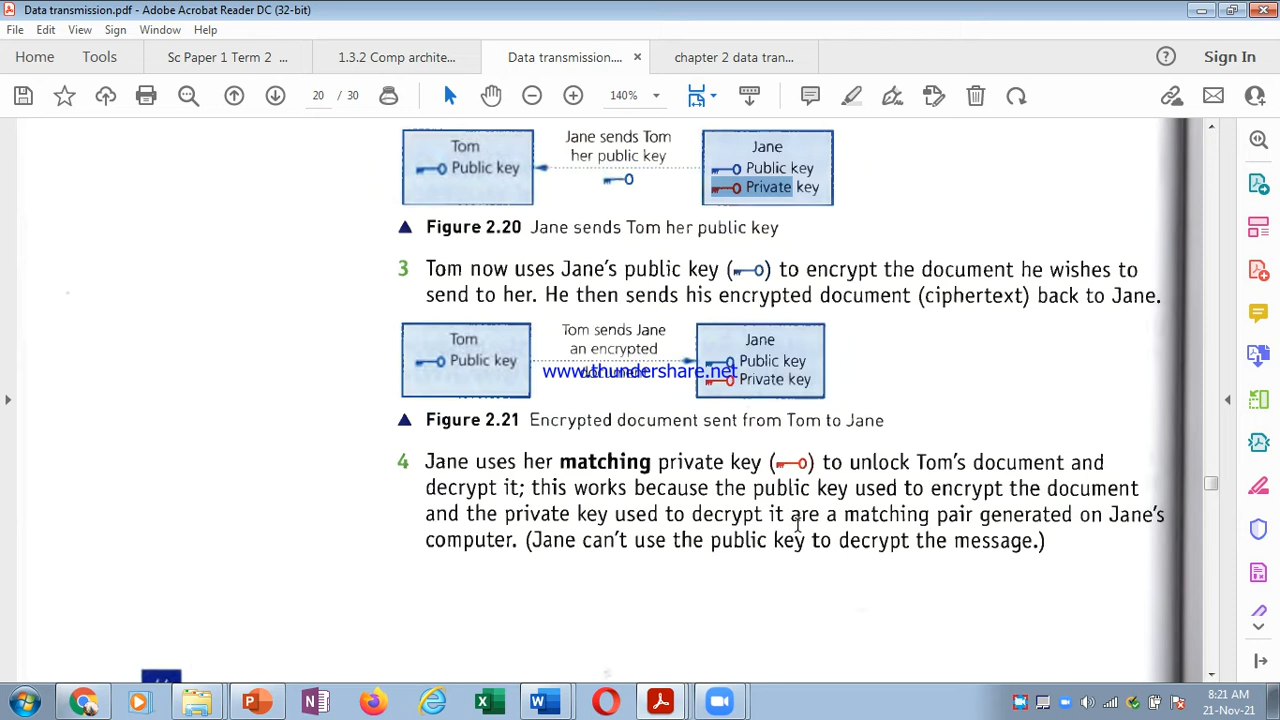 Data transmission.pdf - Adobe Acrobat Reader DC (32-bit)
File Edit View Sign Window Help
Home Tools Sc Paper 1 Term 2 ... 1.3.2 Comp archite... Data transmission.... × chapter 2 data tran... Sign In
20 / 30 140%
Jane sends Tom
her public key
Tom
Public key
Jane
Public key
Private key
Figure 2.20 Jane sends Tom her public key
3 Tom now uses Jane's public key ( ) to encrypt the document he wishes to
send to her. He then sends his encrypted document (ciphertext) back to Jane.
Tom
Public key
Tom sends Jane
an encrypted
document
www.thundershare.net
Jane
Public key
Private key
Figure 2.21 Encrypted document sent from Tom to Jane
4 Jane uses her matching private key ( ) to unlock Tom's document and
decrypt it; this works because the public key used to encrypt the document
and the private key used to decrypt it are a matching pair generated on Jane's
computer. (Jane can't use the public key to decrypt the message.)
8:21 AM
21-Nov-21